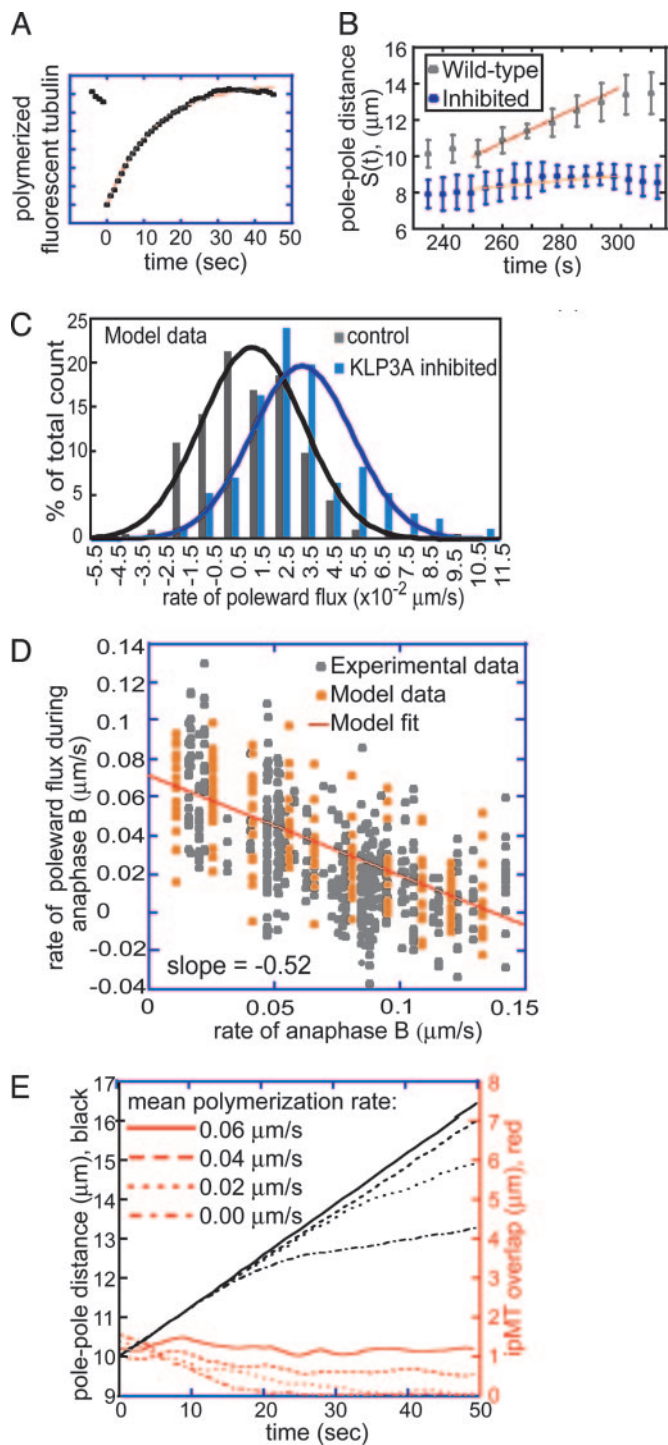 A
polymerized
fluorescent tubulin
0 10 20 30 40 50
time (sec)
B
pole-pole distance
S(t), (μm)
16
14
12
10
8
6
Wild-type
Inhibited
240 260 280 300
time (s)
C
Model data
control
KLP3A inhibited
% of total count
25
20
15
10
5
0
-5.5 -4.5 -3.5 -2.5 -1.5 -0.5 0.5 1.5 2.5 3.5 4.5 5.5 6.5 7.5 8.5 9.5 10.5 11.5
rate of poleward flux (x10-2 μm/s)
D
rate of poleward flux during
anaphase B (μm/s)
0.14
0.12
0.1
0.08
0.06
0.04
0.02
0
-0.02
-0.04
Experimental data
Model data
Model fit
slope = -0.52
0 0.05 0.1 0.15
rate of anaphase B (μm/s)
E
pole-pole distance (μm), black
17
16
15
14
13
12
11
10
9
mean polymerization rate:
0.06 μm/s
0.04 μm/s
0.02 μm/s
0.00 μm/s
8
7
6
5
4
3
2
1
0
ipMT overlap (μm), red
0 10 20 30 40 50
time (sec)